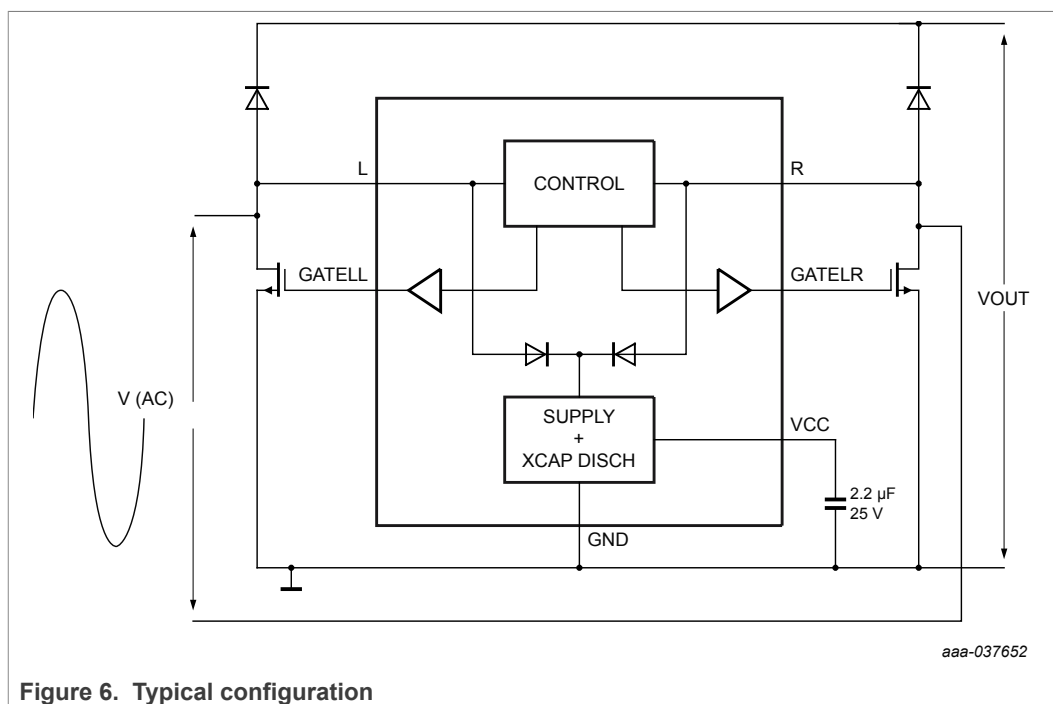 L
R
CONTROL
GATELL
GATELR
VOUT
V (AC)
SUPPLY
+
XCAP DISCH
VCC
2.2 µF
25 V
GND
aaa-037652
Figure 6. Typical configuration